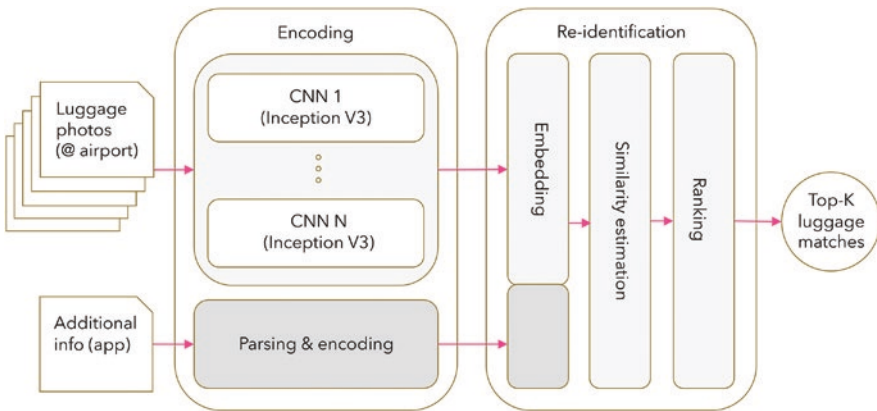 Encoding
Re-identification
Luggage
photos
(@ airport)
CNN 1
(Inception V3)
CNN N
(Inception V3)
Embedding
Similarity estimation
Ranking
Top-K
luggage
matches
Additional
info (app)
Parsing & encoding